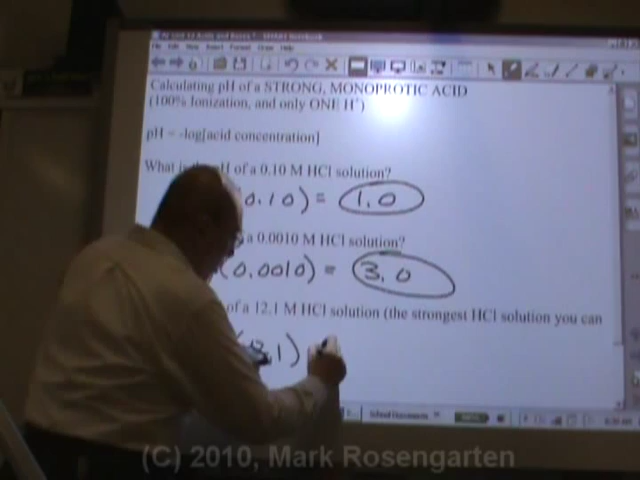 Calculating pH of a STRONG, MONOPROTIC ACID
(100% Ionization, and only ONE H+)
pH = -log[acid concentration]
What is the pH of a 0.10 M HCl solution?
(0.10) = 1.0
a 0.0010 M HCl solution?
(0.0010) = 3.0
of a 12.1 M HCl solution (the strongest HCl solution you can
.1)
(C) 2010, Mark Rosengarten